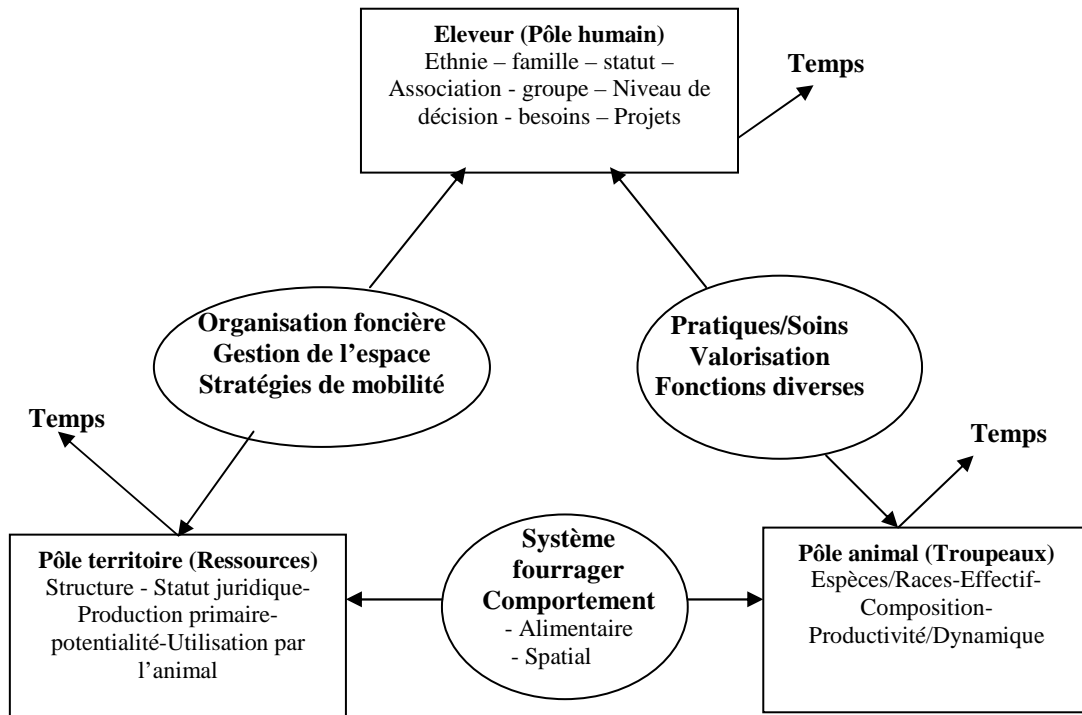 Eleveur (Pôle humain)
Ethnie – famille – statut –
Association - groupe – Niveau de
décision - besoins – Projets
Temps
Organisation foncière
Gestion de l’espace
Stratégies de mobilité
Pratiques/Soins
Valorisation
Fonctions diverses
Temps
Temps
Pôle territoire (Ressources)
Structure - Statut juridique-
Production primaire-
potentialité-Utilisation par
l’animal
Système
fourrager
Comportement
- Alimentaire
- Spatial
Pôle animal (Troupeaux)
Espèces/Races-Effectif-
Composition-
Productivité/Dynamique